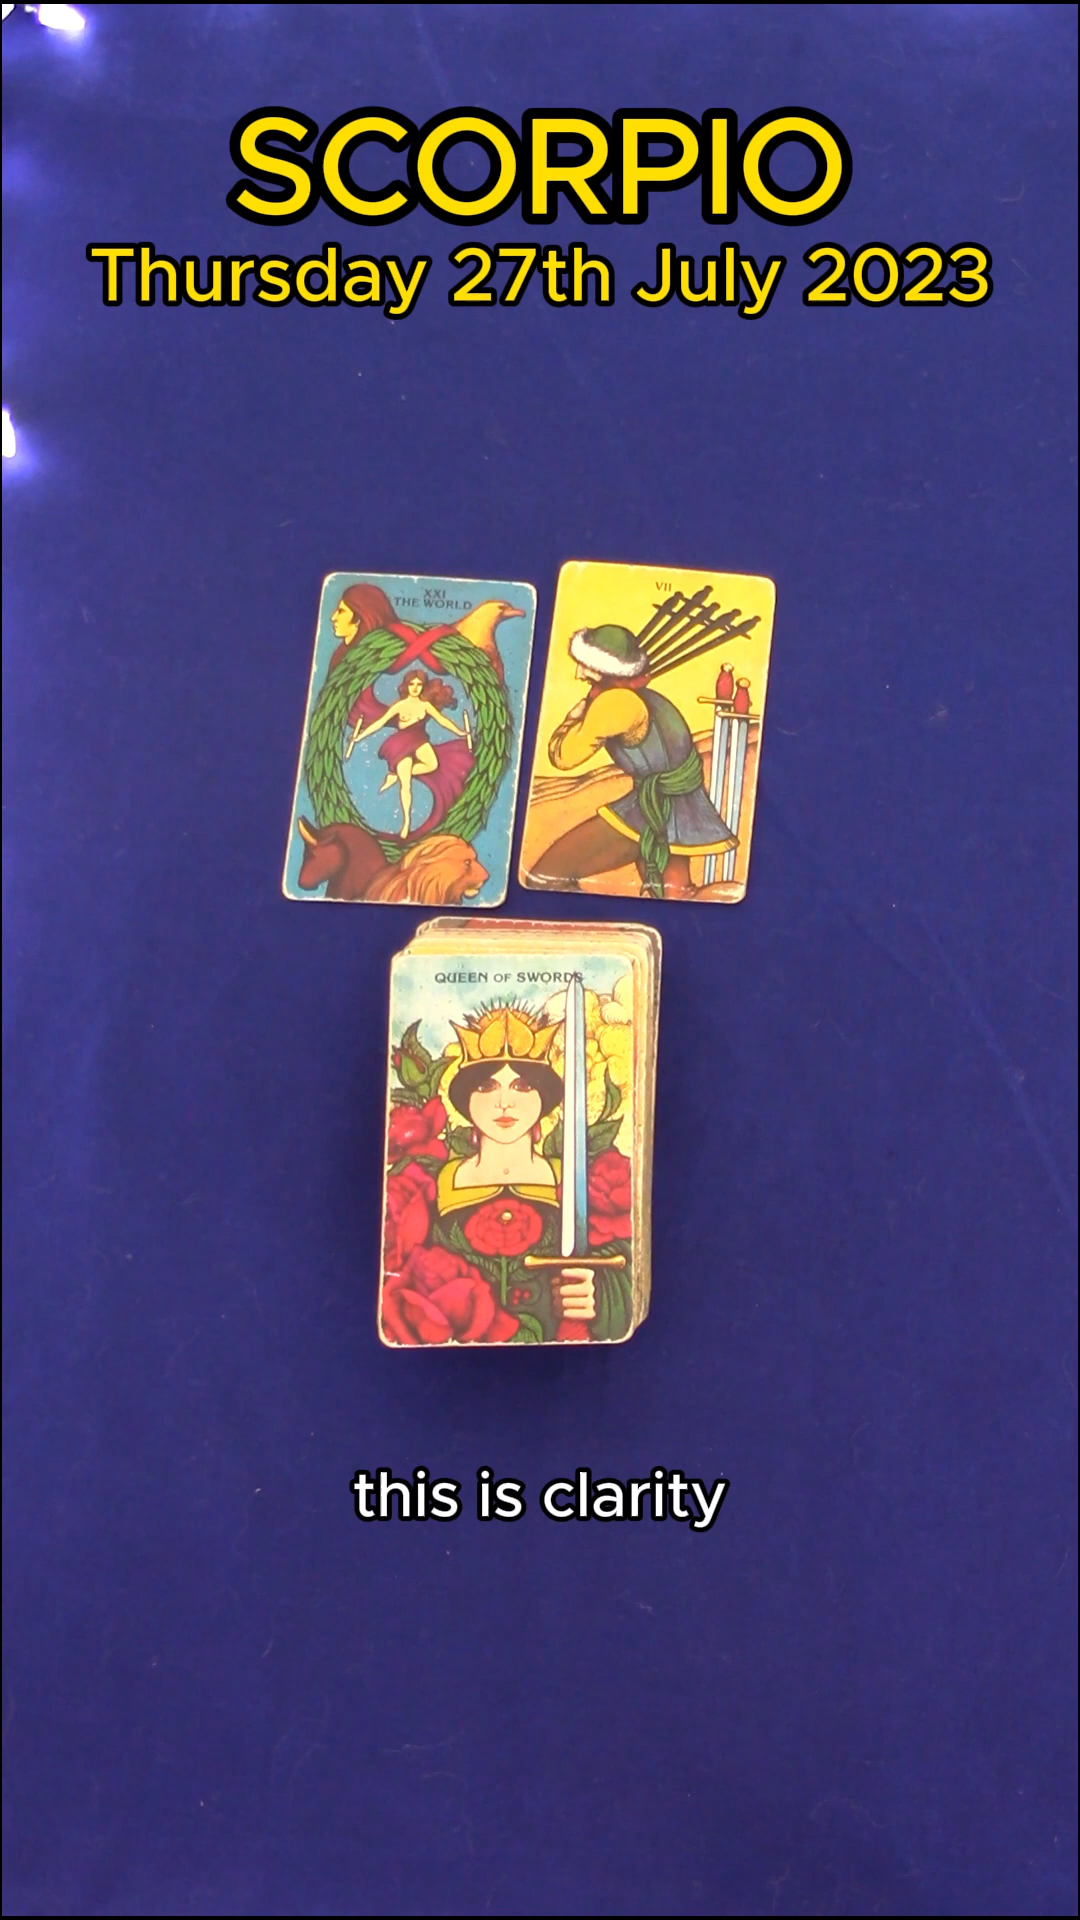 SCORPIO
Thursday 27th July 2023
XXI
THE WORLD
VII
QUEEN OF SWORDS
this is clarity